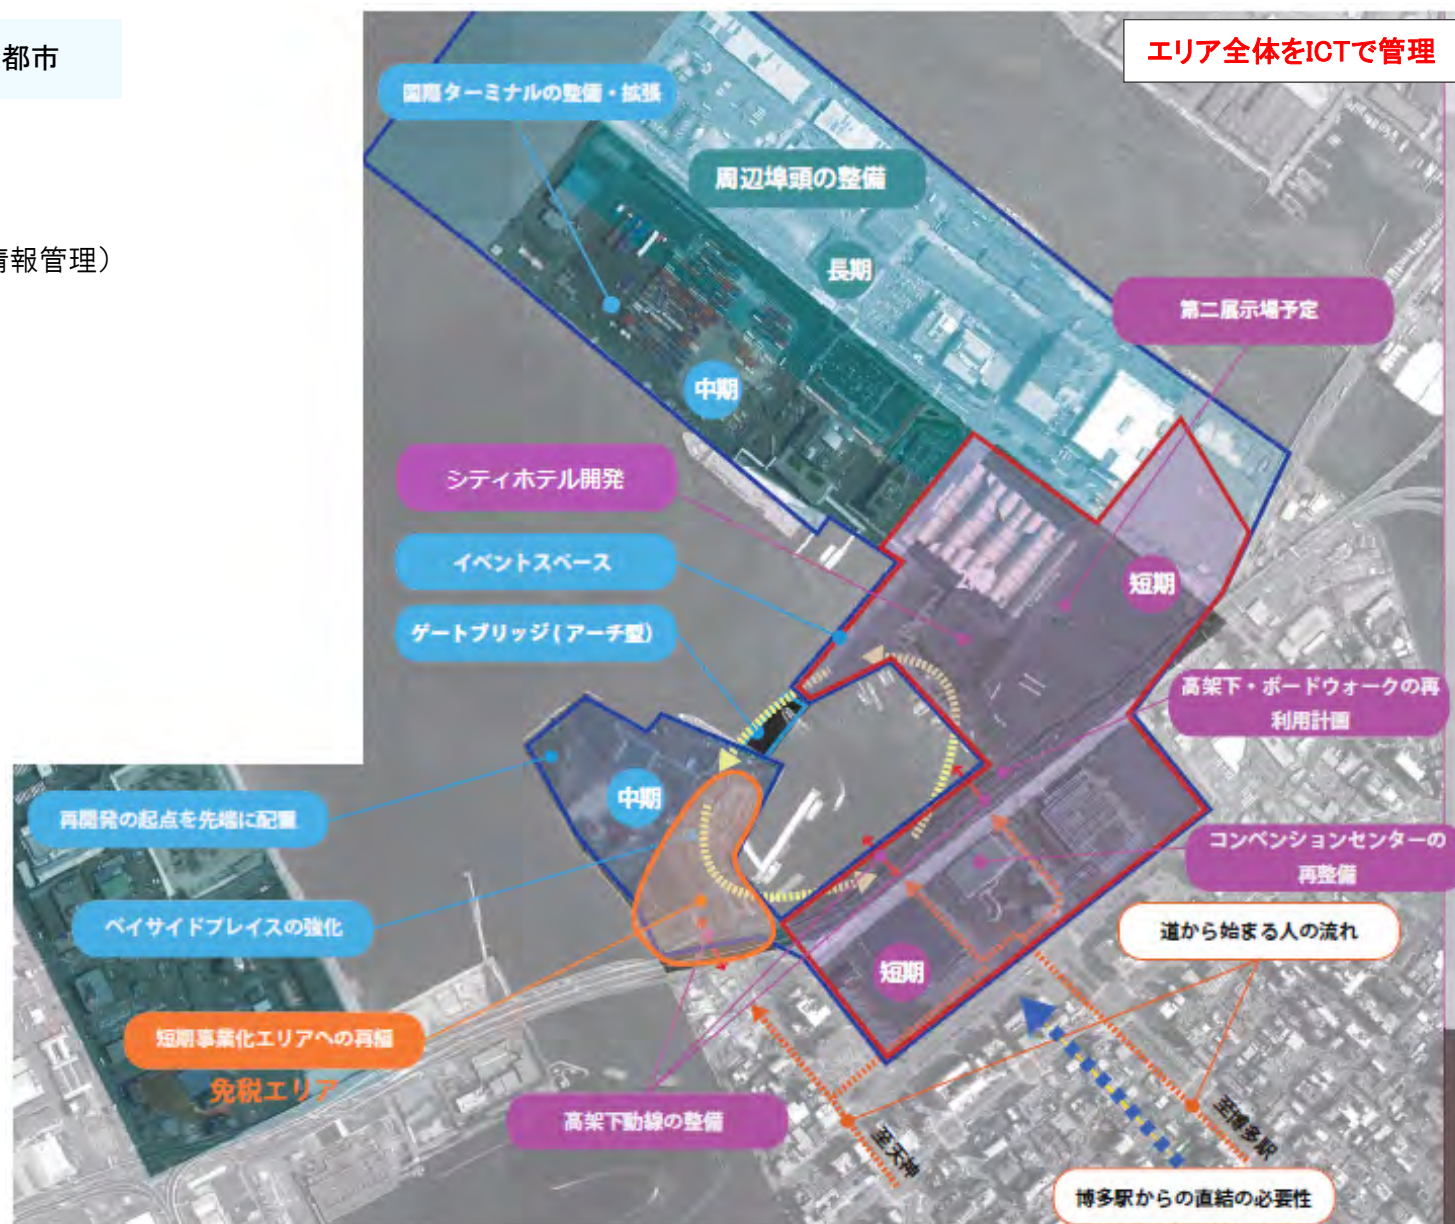 都市
エリア全体をICTで管理
国際ターミナルの整備・拡張
周辺埠頭の整備
情報管理）
長期
第二展示場予定
中期
シティホテル開発
イベントスペース
短期
ゲートブリッジ(アーチ型)
高架下・ボードウォークの再
利用計画
中期
再開発の起点を先端に配置
コンベンションセンターの
再整備
ベイサイドプレイスの強化
道から始まる人の流れ
短期
短期事業化エリアへの再編
免税エリア
高架下動線の整備
至天神
至博多駅
博多駅からの直結の必要性